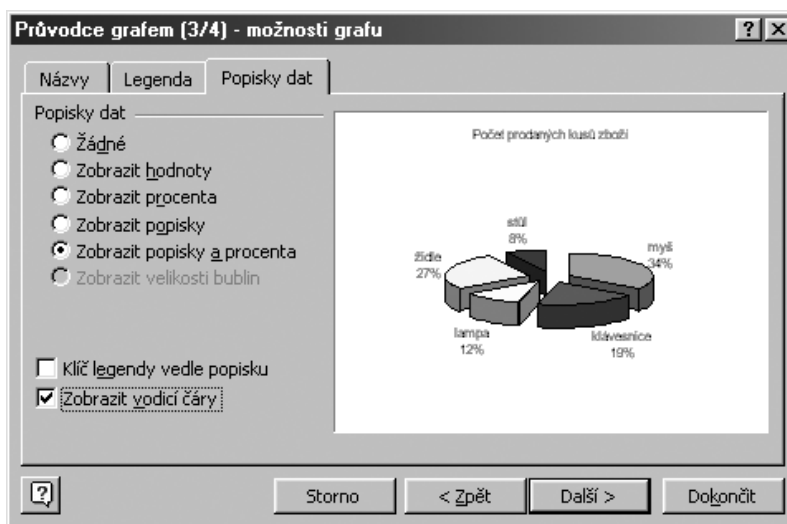 Průvodce grafem (3/4) - možnosti grafu
Názvy
Legenda
Popisky dat
Popisky dat
Žádné
Zobrazit hodnoty
Zobrazit procenta
Zobrazit popisky
Zobrazit popisky a procenta
Zobrazit velikosti bublin
Klíč legendy vedle popisku
Zobrazit vodicí čáry
Počet prodaných kusů zboží
stůl
8%
myš
34%
židle
27%
lampa
12%
klávesnice
19%
Storno
< Zpět
Další >
Dokončit